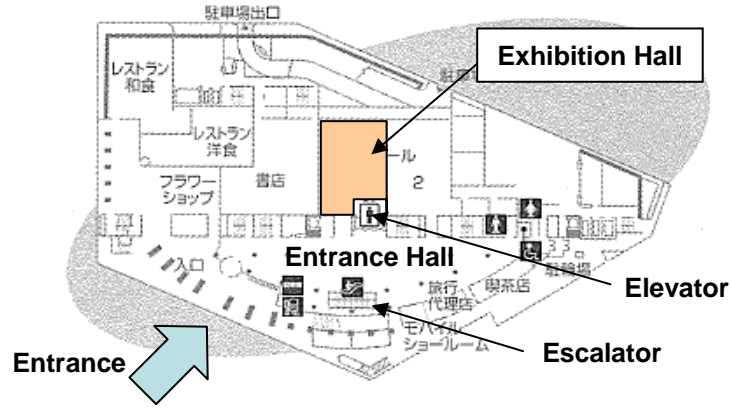 駐車場出口
Exhibition Hall
レストラン
和食
レストラン
洋食
ール
2
フラワー
ショップ
書店
Entrance Hall
入口
駐輪場
Elevator
旅行
代理店
喫茶店
モバイル
ショールーム
Escalator
Entrance